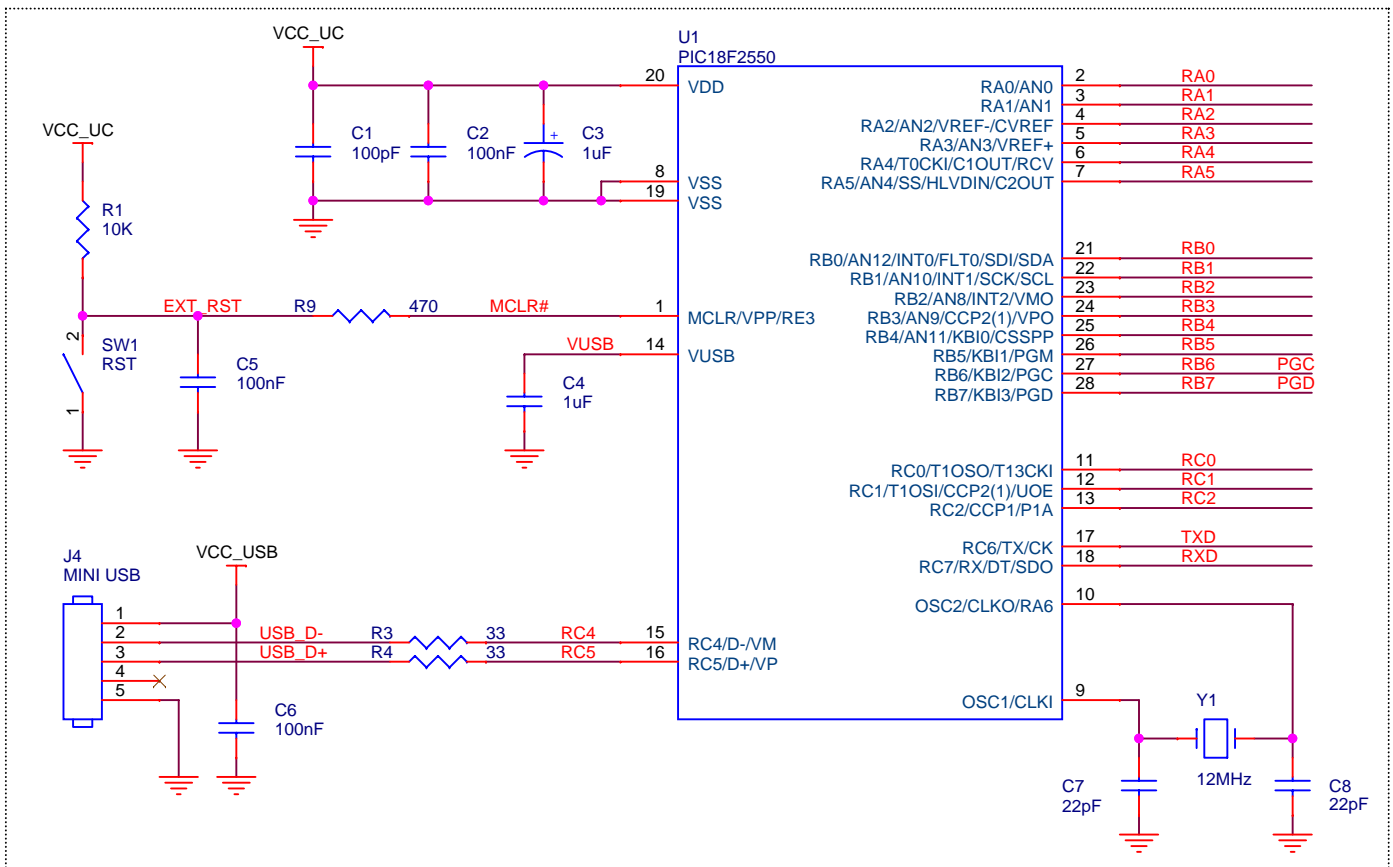 VCC_UC
U1
PIC18F2550
20 VDD
RA0/AN0 2 RA0
RA1/AN1 3 RA1
RA2/AN2/VREF-/CVREF 4 RA2
RA3/AN3/VREF+ 5 RA3
RA4/T0CKI/C1OUT/RCV 6 RA4
RA5/AN4/SS/HLVDIN/C2OUT 7 RA5
C1
100pF
C2
100nF
+
C3
1uF
8 VSS
19 VSS
VCC_UC
R1
10K
RB0/AN12/INT0/FLT0/SDI/SDA 21 RB0
RB1/AN10/INT1/SCK/SCL 22 RB1
RB2/AN8/INT2/VMO 23 RB2
RB3/AN9/CCP2(1)/VPO 24 RB3
RB4/AN11/KBI0/CSSPP 25 RB4
RB5/KBI1/PGM 26 RB5
RB6/KBI2/PGC 27 RB6 PGC
RB7/KBI3/PGD 28 RB7 PGD
EXT_RST R9 470 MCLR# 1 MCLR/VPP/RE3
VUSB 14 VUSB
2
SW1
RST
1
C5
100nF
C4
1uF
RC0/T1OSO/T13CKI 11 RC0
RC1/T1OSI/CCP2(1)/UOE 12 RC1
RC2/CCP1/P1A 13 RC2
RC6/TX/CK 17 TXD
RC7/RX/DT/SDO 18 RXD
OSC2/CLKO/RA6 10
J4
MINI USB
VCC_USB
1
2 USB_D- R3 33 RC4 15 RC4/D-/VM
3 USB_D+ R4 33 RC5 16 RC5/D+/VP
4
5
C6
100nF
OSC1/CLKI 9
Y1
12MHz
C7
22pF
C8
22pF